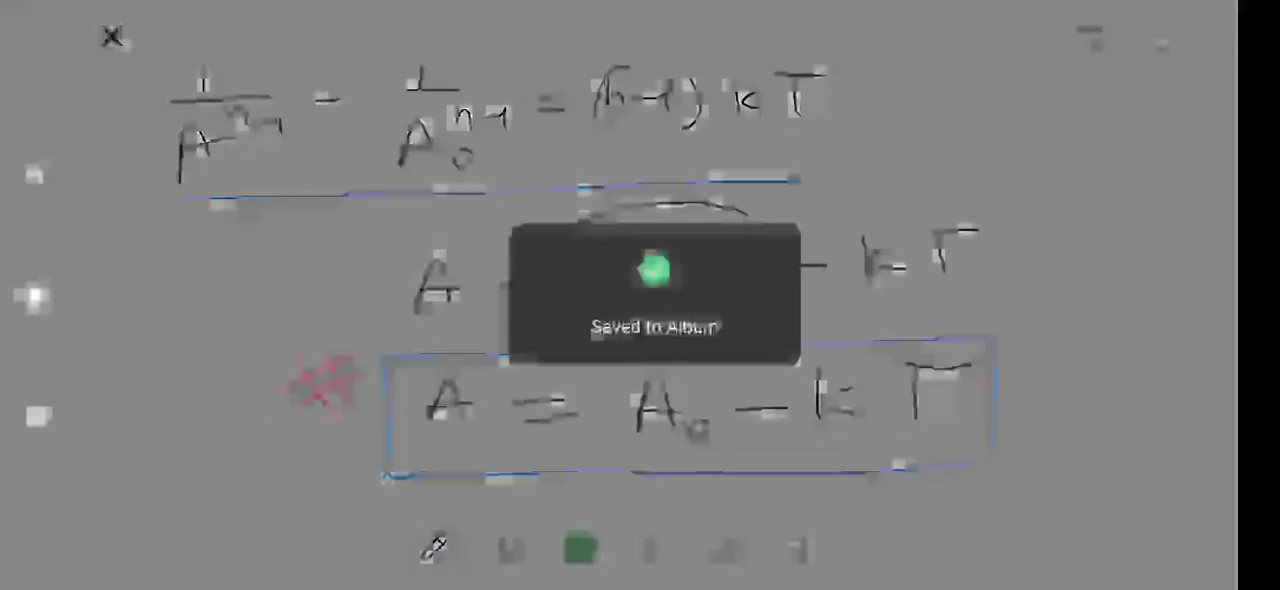 1/A^(n-1) - 1/A₀^(n-1) = (n-1) k T
A - k T
Saved to Album
A = A₀ - k T